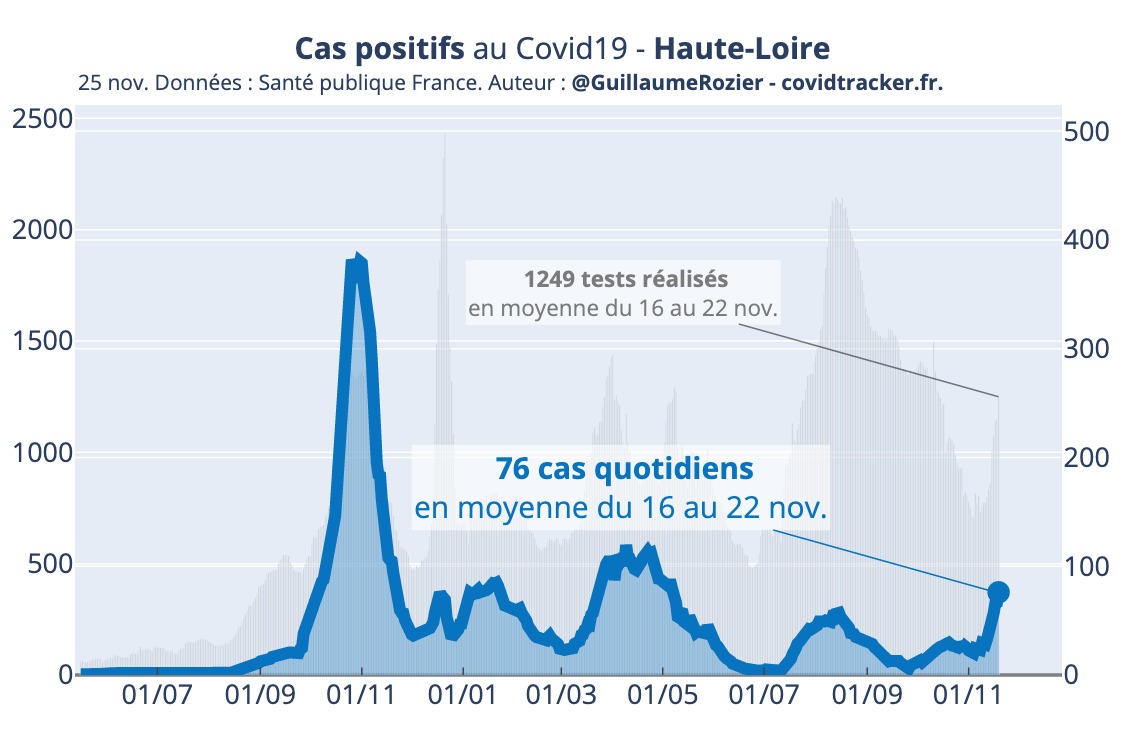 Cas positifs au Covid19 - Haute-Loire
25 nov. Données : Santé publique France. Auteur : @GuillaumeRozier - covidtracker.fr.
2500
2000
1500
1000
500
0
500
400
300
200
100
0
1249 tests réalisés
en moyenne du 16 au 22 nov.
76 cas quotidiens
en moyenne du 16 au 22 nov.
01/07 01/09 01/11 01/01 01/03 01/05 01/07 01/09 01/11